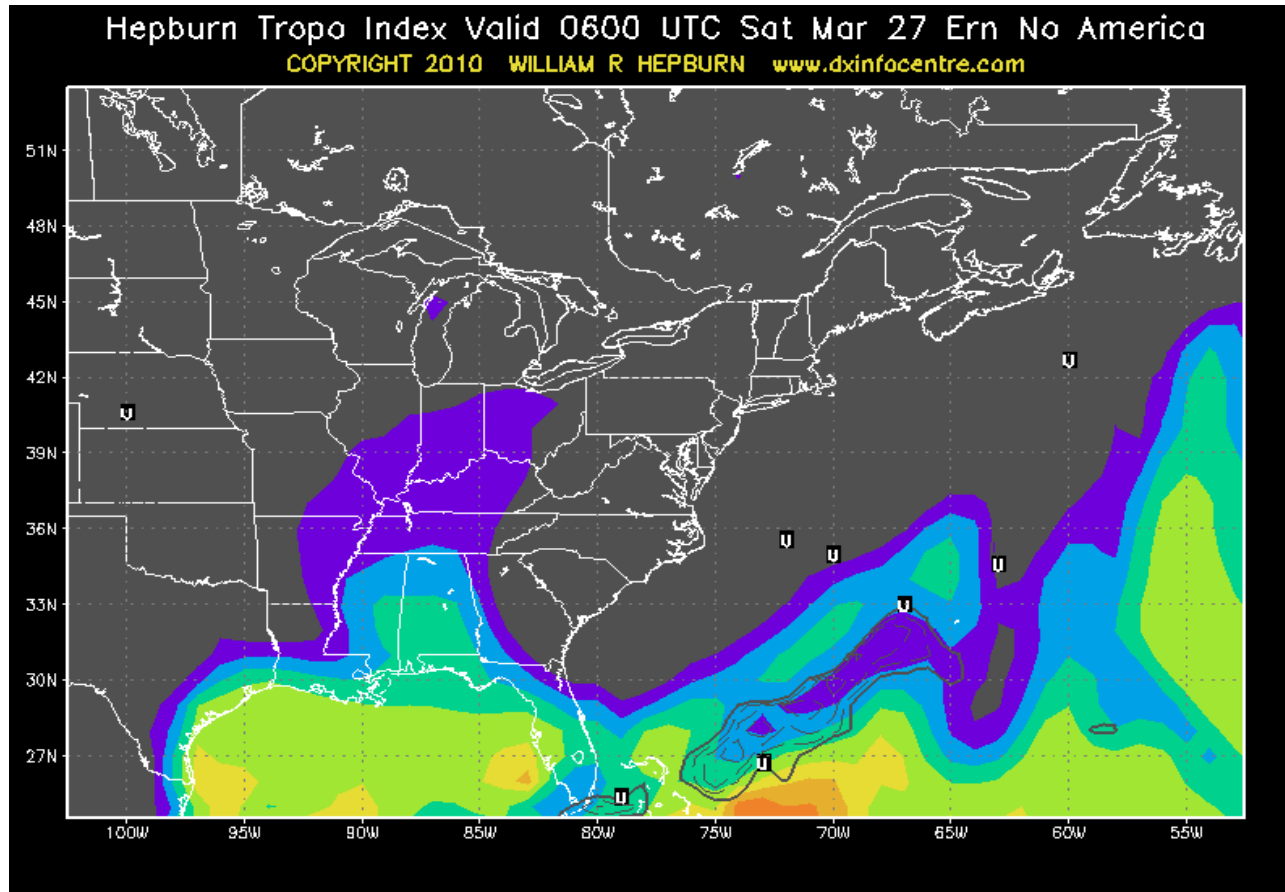 Hepburn Tropo Index Valid 0600 UTC Sat Mar 27 Ern No America
COPYRIGHT 2010 WILLIAM R HEPBURN www.dxinfocentre.com
51N
48N
45N
U
42N
U
39N
36N
U
U
U
33N
U
30N
27N
U
U
100W 95W 90W 85W 80W 75W 70W 65W 60W 55W